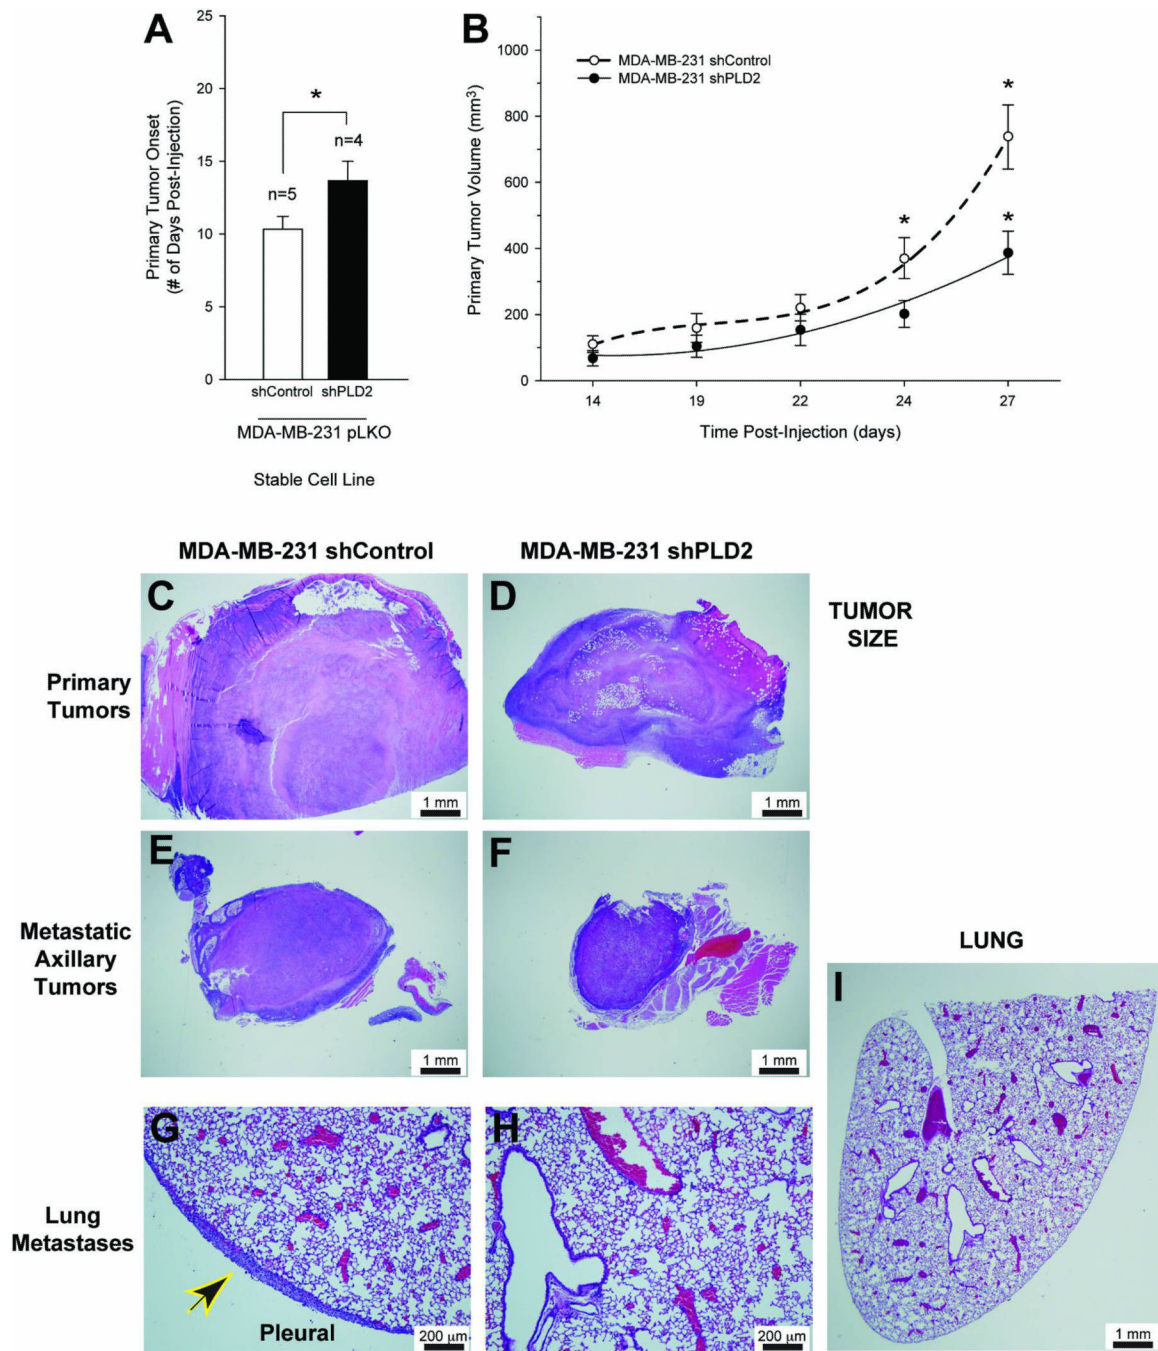 A
25
20
15
10
5
0
Primary Tumor Onset
(# of Days Post-Injection)
*
n=5
n=4
shControl shPLD2
MDA-MB-231 pLKO
Stable Cell Line
B
1000
800
600
400
200
0
Primary Tumor Volume (mm³)
MDA-MB-231 shControl
MDA-MB-231 shPLD2
*
*
*
14 19 22 24 27
Time Post-Injection (days)
MDA-MB-231 shControl
MDA-MB-231 shPLD2
TUMOR
SIZE
Primary
Tumors
C
1 mm
D
1 mm
Metastatic
Axillary
Tumors
E
1 mm
F
1 mm
LUNG
I
1 mm
Lung
Metastases
G
Pleural
200 µm
H
200 µm